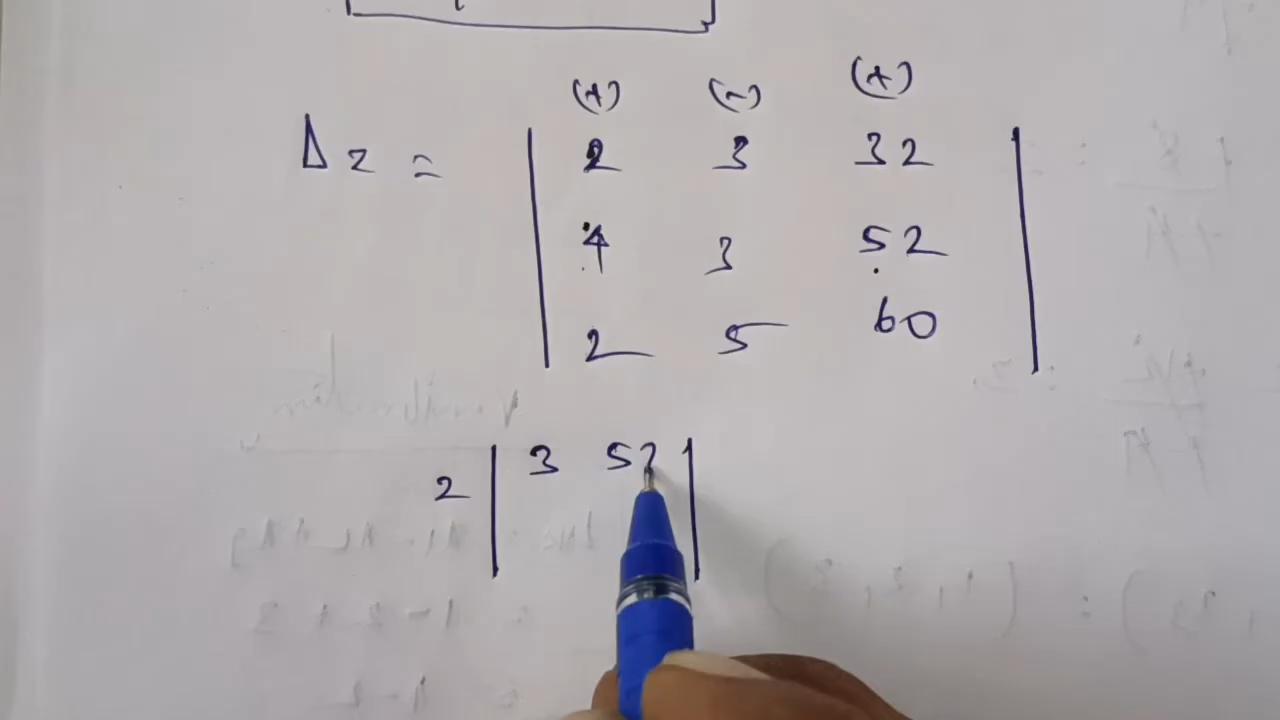 (+) (-) (+)
Δz = | 2 3 32 |
| 4 3 52 |
| 2 5 60 |
2 | 3 52 |